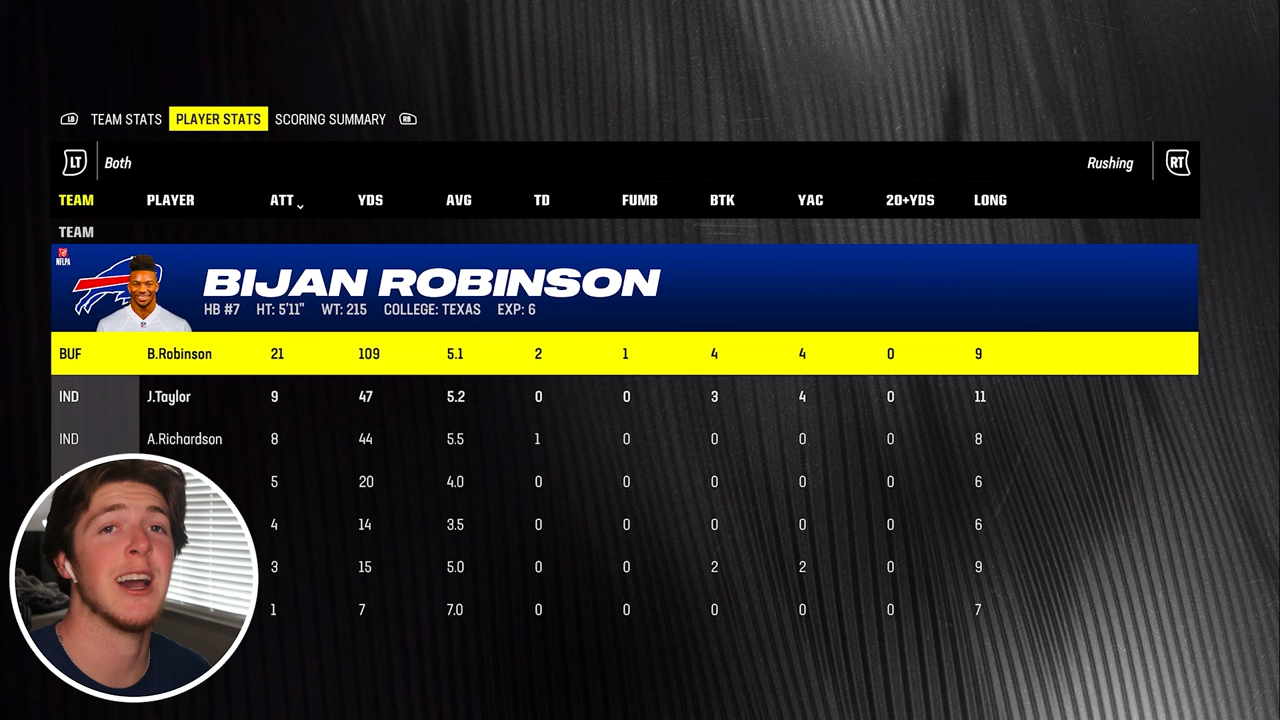 LB TEAM STATS PLAYER STATS SCORING SUMMARY RB
LT Both Rushing RT
TEAM PLAYER ATT YDS AVG TD FUMB BTK YAC 20+YDS LONG
TEAM
NFLPA
BIJAN ROBINSON
HB #7 HT: 5'11" WT: 215 COLLEGE: TEXAS EXP: 6
BUF B.Robinson 21 109 5.1 2 1 4 4 0 9
IND J.Taylor 9 47 5.2 0 0 3 4 0 11
IND A.Richardson 8 44 5.5 1 0 0 0 0 8
5 20 4.0 0 0 0 0 0 6
4 14 3.5 0 0 0 0 0 6
3 15 5.0 0 0 2 2 0 9
1 7 7.0 0 0 0 0 0 7